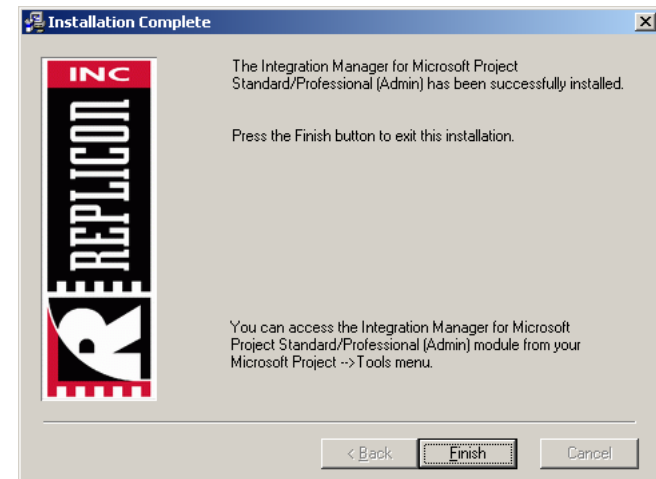 Installation Complete
INC
REPLICON
R
The Integration Manager for Microsoft Project
Standard/Professional (Admin) has been successfully installed.
Press the Finish button to exit this installation.
You can access the Integration Manager for Microsoft
Project Standard/Professional (Admin) module from your
Microsoft Project -->Tools menu.
< Back
Finish
Cancel